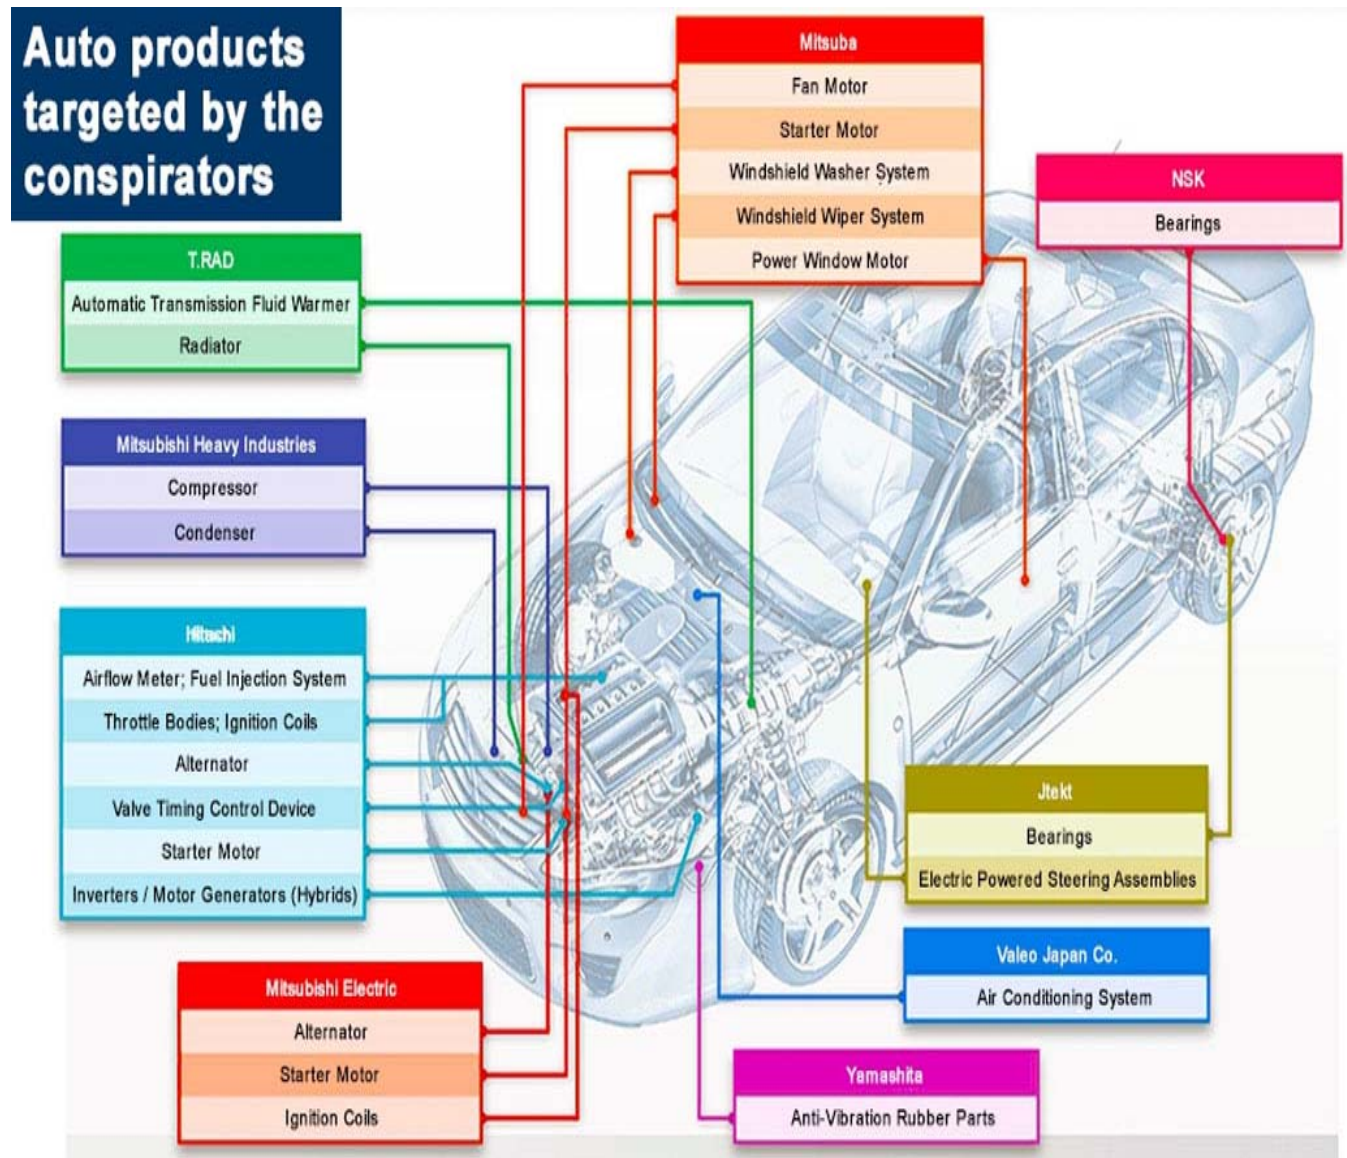 Auto products
targeted by the
conspirators
Mitsuba
Fan Motor
Starter Motor
Windshield Washer System
Windshield Wiper System
Power Window Motor
NSK
Bearings
T.RAD
Automatic Transmission Fluid Warmer
Radiator
Mitsubishi Heavy Industries
Compressor
Condenser
Hitachi
Airflow Meter; Fuel Injection System
Throttle Bodies; Ignition Coils
Alternator
Valve Timing Control Device
Starter Motor
Inverters / Motor Generators (Hybrids)
Jtekt
Bearings
Electric Powered Steering Assemblies
Valeo Japan Co.
Air Conditioning System
Mitsubishi Electric
Alternator
Starter Motor
Ignition Coils
Yamashita
Anti-Vibration Rubber Parts